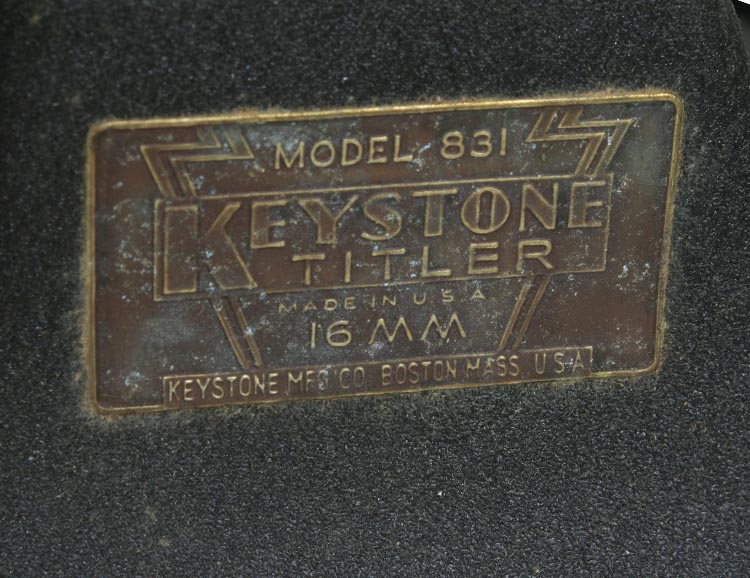 MODEL 831
KEYSTONE
TITLER
MADE IN U S A
16 MM
KEYSTONE MFG CO. BOSTON, MASS, U.S.A.